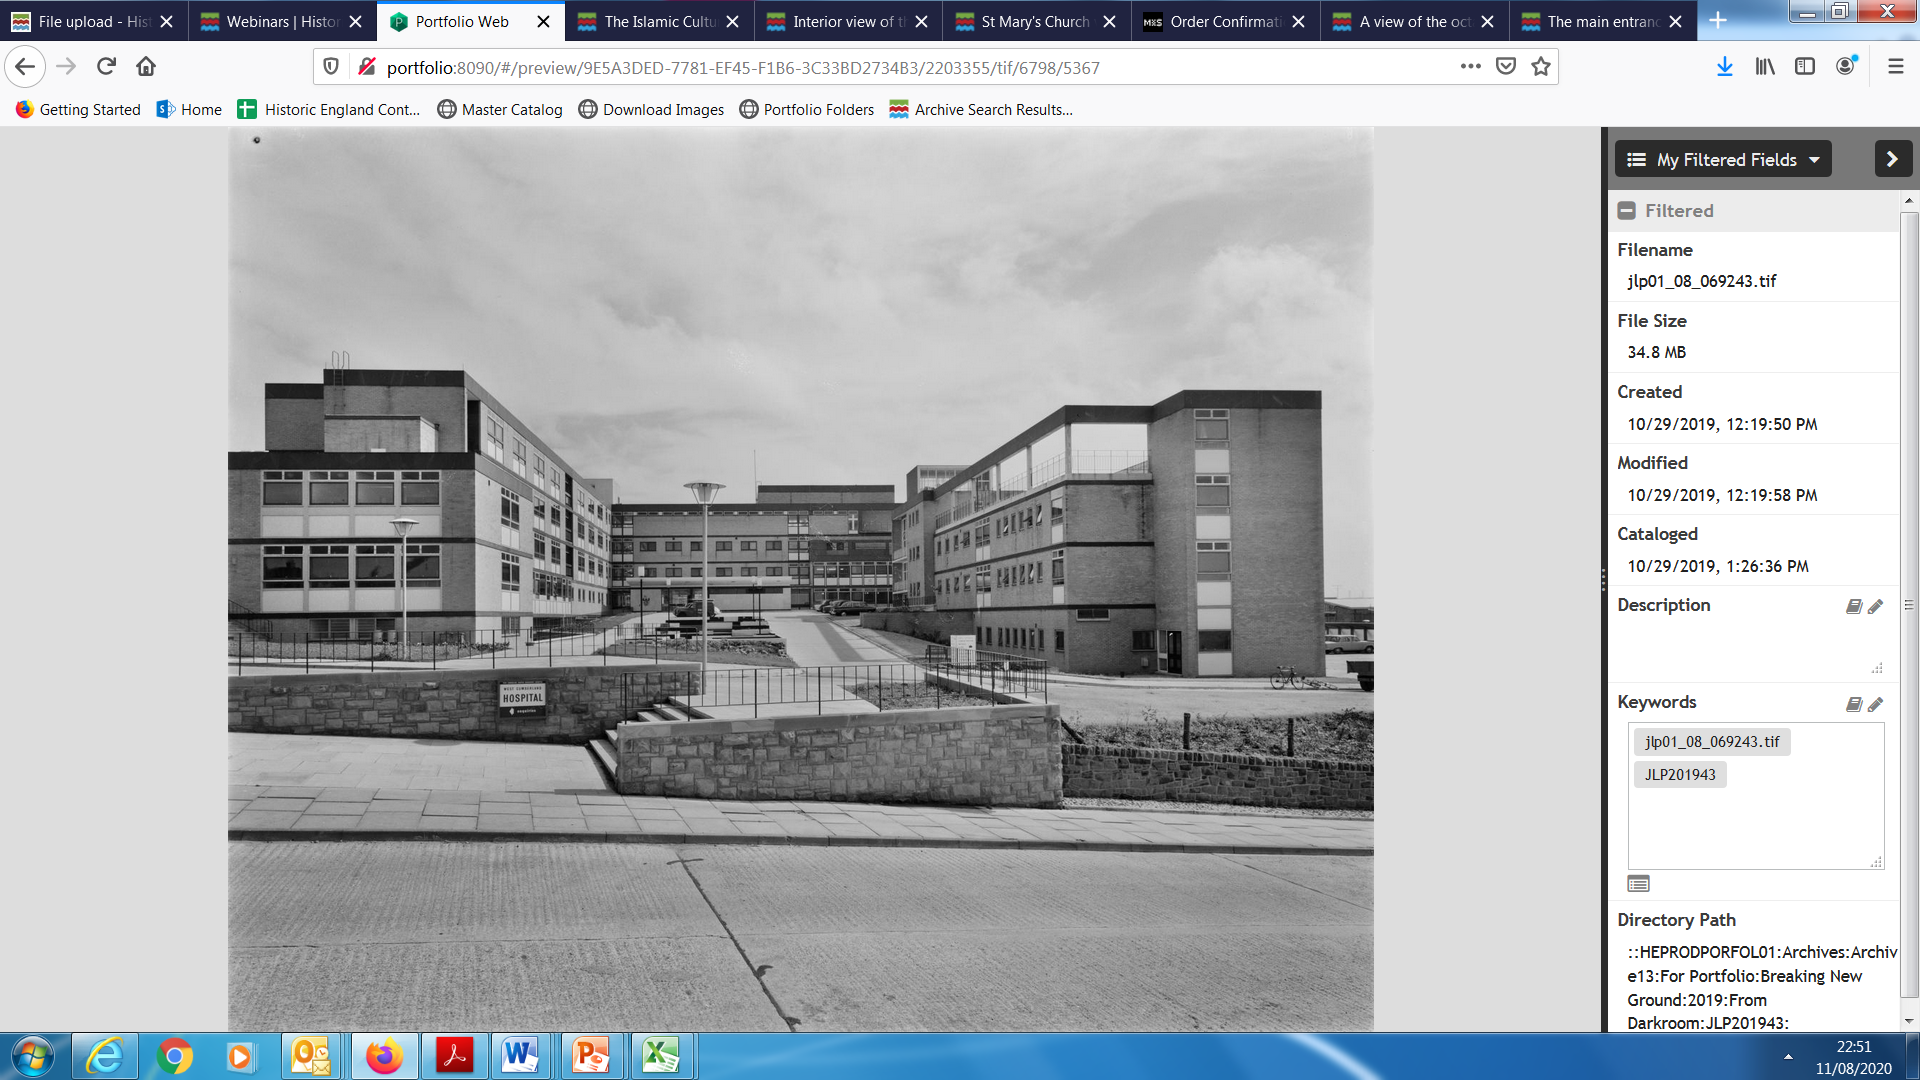 File upload - Hist
Webinars | Histor
Portfolio Web
The Islamic Cultu
Interior view of th
St Mary's Church
M&S Order Confirmati
A view of the oct
The main entranc
portfolio:8090/#/preview/9E5A3DED-7781-EF45-F1B6-3C33BD2734B3/2203355/tif/6798/5367
Getting Started
Home
Historic England Cont...
Master Catalog
Download Images
Portfolio Folders
Archive Search Results...
WEST CUMBERLAND
HOSPITAL
My Filtered Fields
Filtered
Filename
jlp01_08_069243.tif
File Size
34.8 MB
Created
10/29/2019, 12:19:50 PM
Modified
10/29/2019, 12:19:58 PM
Cataloged
10/29/2019, 1:26:36 PM
Description
Keywords
jlp01_08_069243.tif
JLP201943
Directory Path
::HEPRODPORFOL01:Archives:Archiv
e13:For Portfolio:Breaking New
Ground:2019:From
Darkroom:JLP201943:
22:51
11/08/2020